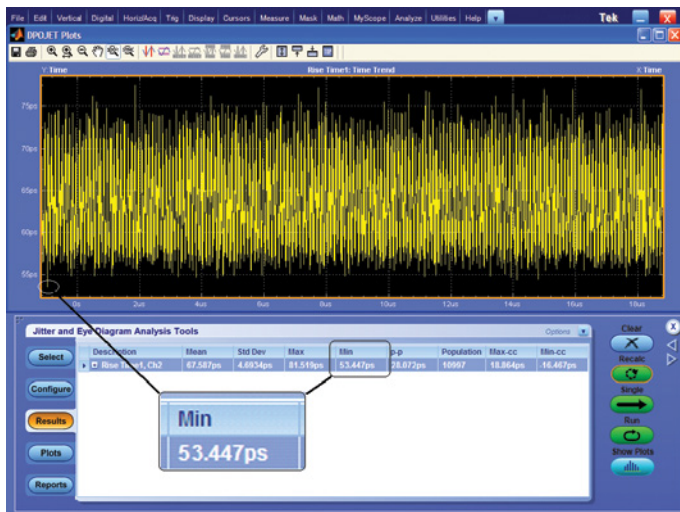 File Edit Vertical Digital Horiz/Acq Trig Display Cursors Measure Mask Math MyScope Analyze Utilities Help Tek X
DPOJET Plots
Y:Time Rise Time1: Time Trend X:Time
75ps
70ps
65ps
60ps
55ps
0s 2us 4us 6us 8us 10us 12us 14us 16us 18us
Jitter and Eye Diagram Analysis Tools Options Clear X
Select
Configure
Results
Plots
Reports
Description Mean Std Dev Max Min p-p Population Max-cc Min-cc
Rise Time1, Ch2 67.587ps 4.6934ps 81.519ps 53.447ps 28.072ps 10997 18.864ps -16.467ps
Min
53.447ps
Recalc
Single
Run
Show Plots